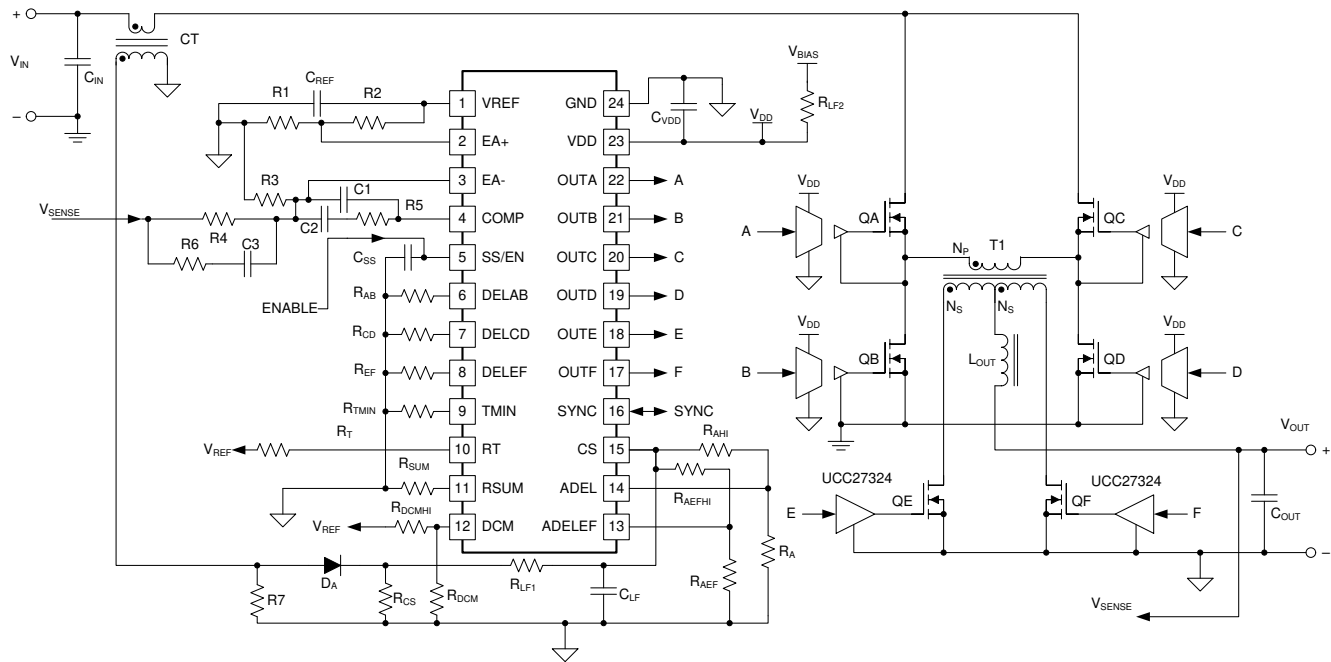 +
CT
V_IN
C_IN
−
C_REF
R1
R2
1
VREF
2
EA+
3
EA-
4
COMP
5
SS/EN
6
DELAB
7
DELCD
8
DELEF
9
TMIN
10
RT
11
RSUM
12
DCM
GND
24
VDD
23
OUTA
22
A
OUTB
21
B
OUTC
20
C
OUTD
19
D
OUTE
18
E
OUTF
17
F
SYNC
16
SYNC
CS
15
ADEL
14
ADELEF
13
R3
C1
V_SENSE
R4
C2
R5
R6
C3
C_SS
ENABLE
R_AB
R_CD
R_EF
R_TMIN
R_T
V_REF
R_SUM
R_DCMHI
V_REF
D_A
R7
R_CS
R_DCM
R_LF1
C_LF
V_BIAS
R_LF2
C_VDD
V_DD
R_AHI
R_AEFHI
R_A
R_AEF
V_DD
A
QA
V_DD
QC
C
N_P
T1
N_S
N_S
V_DD
B
QB
L_OUT
V_DD
QD
D
V_OUT
+
UCC27324
E
QE
UCC27324
QF
F
C_OUT
−
V_SENSE